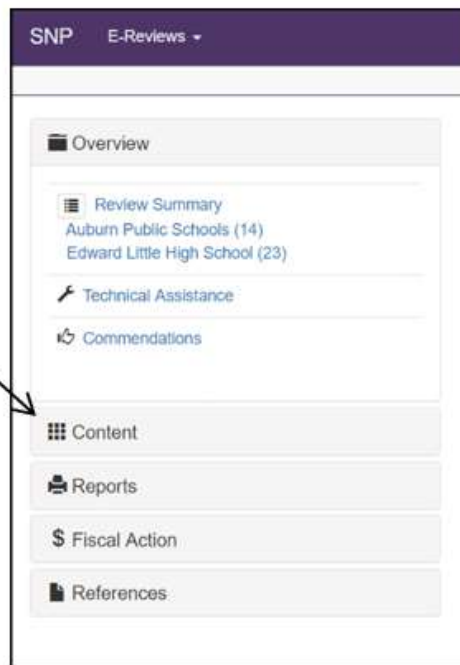 SNP E-Reviews
Overview
Review Summary
Auburn Public Schools (14)
Edward Little High School (23)
Technical Assistance
Commendations
Content
Reports
$ Fiscal Action
References